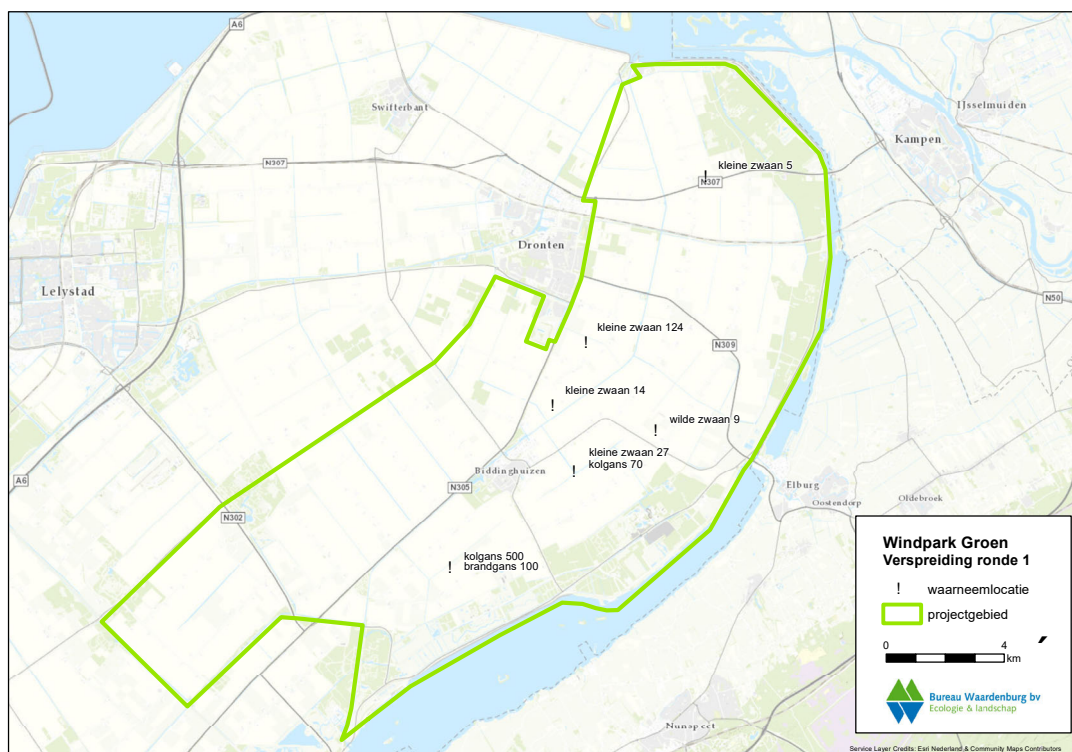 A6
Swifterbant
IJsselmuiden
Kampen
N307
kleine zwaan 5
N307
Dronten
Lelystad
N50
kleine zwaan 124
N309
kleine zwaan 14
wilde zwaan 9
kleine zwaan 27
kolgans 70
Biddinghuizen
A6
N305
Elburg
Oostendorp
Oldebroek
N302
kolgans 500
brandgans 100
Nunspeet
Windpark Groen
Verspreiding ronde 1
! waarneemlocatie
projectgebied
0 4
km
Bureau Waardenburg bv
Ecologie & landschap
Service Layer Credits: Esri Nederland & Community Maps Contributors